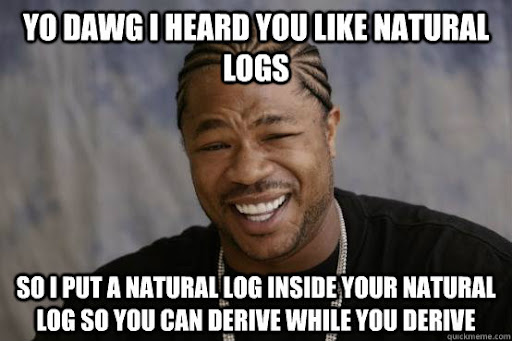 YO DAWG I HEARD YOU LIKE NATURAL
LOGS
SO I PUT A NATURAL LOG INSIDE YOUR NATURAL
LOG SO YOU CAN DERIVE WHILE YOU DERIVE
quickmeme.com